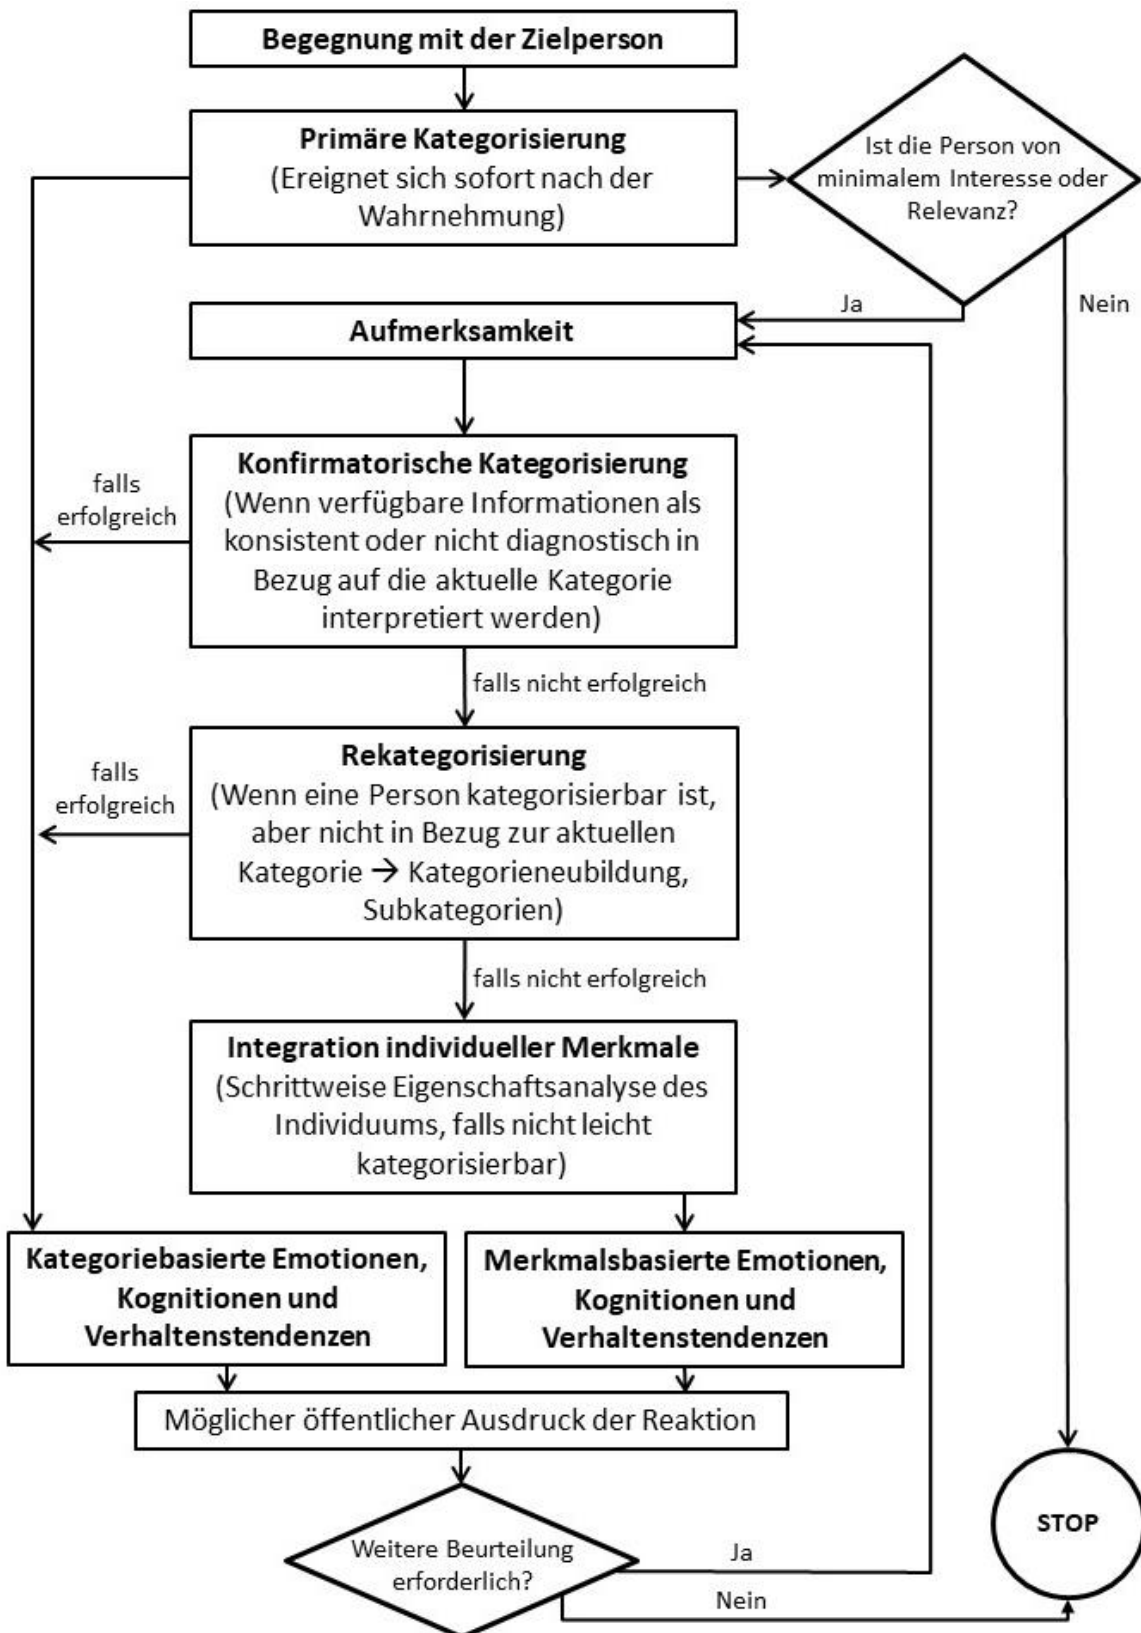 Begegnung mit der Zielperson
Primäre Kategorisierung
(Ereignet sich sofort nach der
Wahrnehmung)
Ist die Person von
minimalem Interesse oder
Relevanz?
Ja
Nein
Aufmerksamkeit
Konfirmatorische Kategorisierung
(Wenn verfügbare Informationen als
konsistent oder nicht diagnostisch in
Bezug auf die aktuelle Kategorie
interpretiert werden)
falls
erfolgreich
falls nicht erfolgreich
Rekategorisierung
(Wenn eine Person kategorisierbar ist,
aber nicht in Bezug zur aktuellen
Kategorie → Kategorieneubildung,
Subkategorien)
falls
erfolgreich
falls nicht erfolgreich
Integration individueller Merkmale
(Schrittweise Eigenschaftsanalyse des
Individuums, falls nicht leicht
kategorisierbar)
Kategoriebasierte Emotionen,
Kognitionen und
Verhaltenstendenzen
Merkmalsbasierte Emotionen,
Kognitionen und
Verhaltenstendenzen
Möglicher öffentlicher Ausdruck der Reaktion
Weitere Beurteilung
erforderlich?
Ja
Nein
STOP